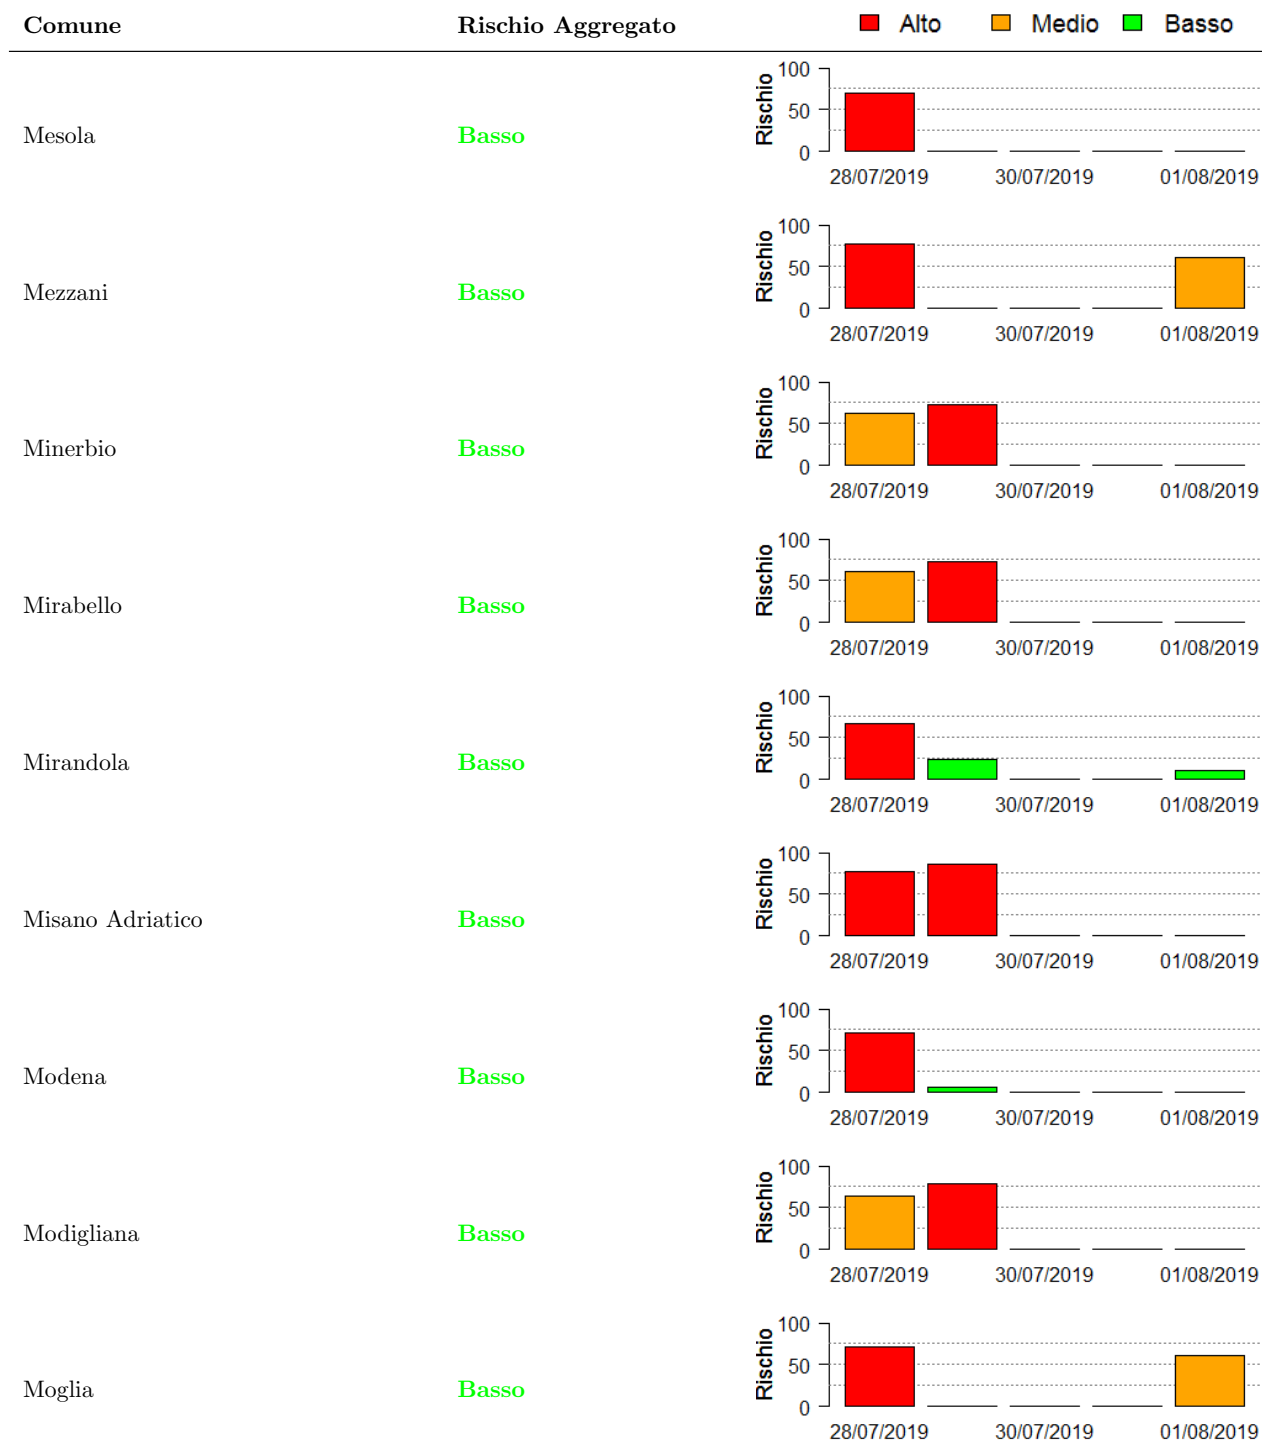 Comune Rischio Aggregato Alto Medio Basso
Mesola Basso Rischio 100 50 0
28/07/2019 30/07/2019 01/08/2019
Mezzani Basso Rischio 100 50 0
28/07/2019 30/07/2019 01/08/2019
Minerbio Basso Rischio 100 50 0
28/07/2019 30/07/2019 01/08/2019
Mirabello Basso Rischio 100 50 0
28/07/2019 30/07/2019 01/08/2019
Mirandola Basso Rischio 100 50 0
28/07/2019 30/07/2019 01/08/2019
Misano Adriatico Basso Rischio 100 50 0
28/07/2019 30/07/2019 01/08/2019
Modena Basso Rischio 100 50 0
28/07/2019 30/07/2019 01/08/2019
Modigliana Basso Rischio 100 50 0
28/07/2019 30/07/2019 01/08/2019
Moglia Basso Rischio 100 50 0
28/07/2019 30/07/2019 01/08/2019